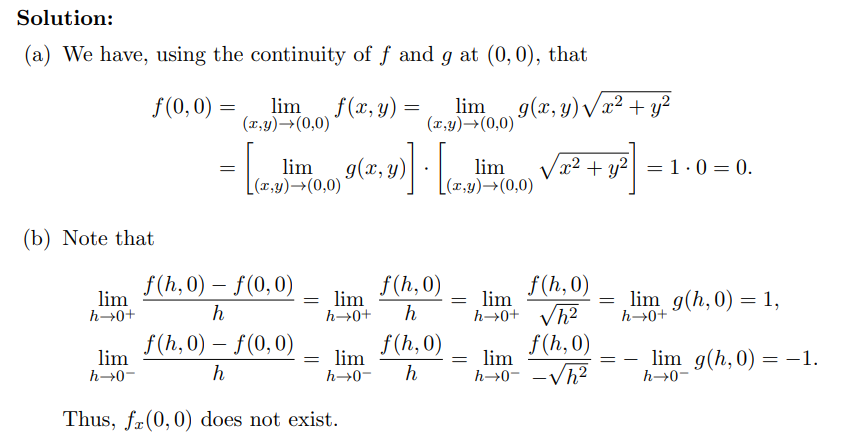 Solution:
(a) We have, using the continuity of f and g at (0, 0), that
f(0, 0) = lim_{(x,y)→(0,0)} f(x, y) = lim_{(x,y)→(0,0)} g(x, y)√(x² + y²)
= [lim_{(x,y)→(0,0)} g(x, y)] · [lim_{(x,y)→(0,0)} √(x² + y²)] = 1 · 0 = 0.
(b) Note that
lim_{h→0+} (f(h, 0) − f(0, 0))/h = lim_{h→0+} f(h, 0)/h = lim_{h→0+} f(h, 0)/√(h²) = lim_{h→0+} g(h, 0) = 1,
lim_{h→0−} (f(h, 0) − f(0, 0))/h = lim_{h→0−} f(h, 0)/h = lim_{h→0−} f(h, 0)/(−√(h²)) = − lim_{h→0−} g(h, 0) = −1.
Thus, f_x(0, 0) does not exist.